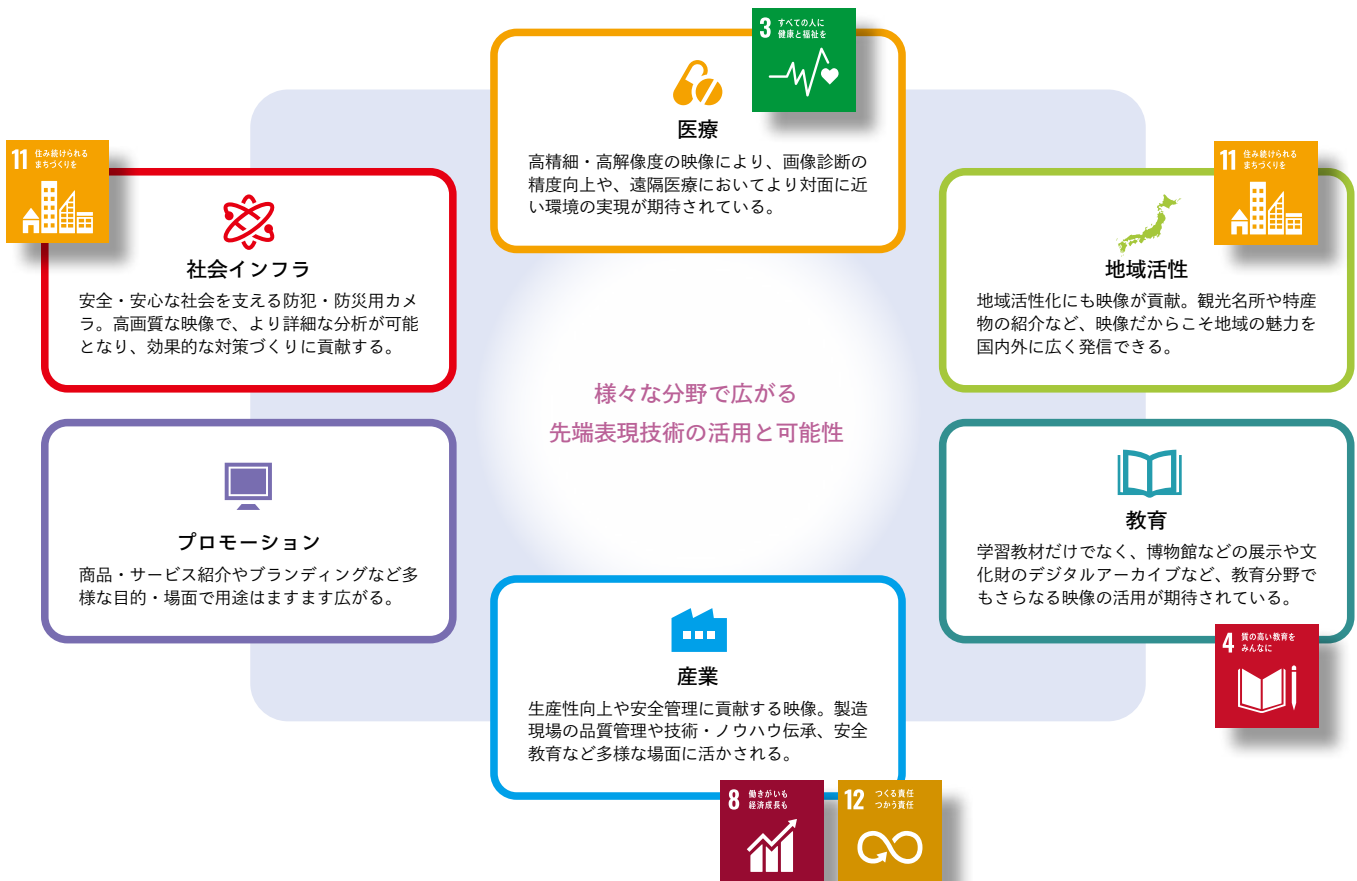 3 すべての人に
健康と福祉を
医療
高精細・高解像度の映像により、画像診断の
精度向上や、遠隔医療においてより対面に近
い環境の実現が期待されている。
11 住み続けられる
まちづくりを
社会インフラ
安全・安心な社会を支える防犯・防災用カメ
ラ。高画質な映像で、より詳細な分析が可能
となり、効果的な対策づくりに貢献する。
11 住み続けられる
まちづくりを
地域活性
地域活性化にも映像が貢献。観光名所や特産
物の紹介など、映像だからこそ地域の魅力を
国内外に広く発信できる。
様々な分野で広がる
先端表現技術の活用と可能性
プロモーション
商品・サービス紹介やブランディングなど多
様な目的・場面で用途はますます広がる。
教育
学習教材だけでなく、博物館などの展示や文
化財のデジタルアーカイブなど、教育分野で
もさらなる映像の活用が期待されている。
4 質の高い教育を
みんなに
産業
生産性向上や安全管理に貢献する映像。製造
現場の品質管理や技術・ノウハウ伝承、安全
教育など多様な場面に活かされる。
8 働きがいも
経済成長も
12 つくる責任
つかう責任